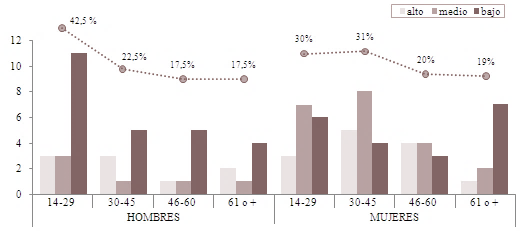 alto medio bajo
42,5 % 22,5% 17,5% 17,5% 30% 31% 20% 19%
12
10
8
6
4
2
0
14-29 30-45 46-60 61 o + 14-29 30-45 46-60 61 o +
HOMBRES MUJERES